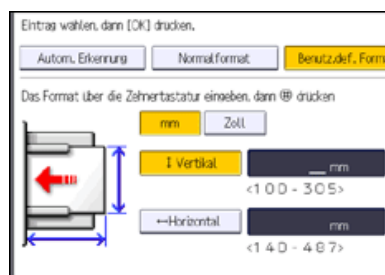 Eintrag wählen, dann [OK] drücken.
Autom. Erkennung Normalformat Benutz.def. Form
Das Format über die Zehnertastatur eingeben, dann ⊞ drücken
mm Zoll
↕ Vertikal __ mm
<100 - 305>
↔Horizontal mm
<140 - 487>